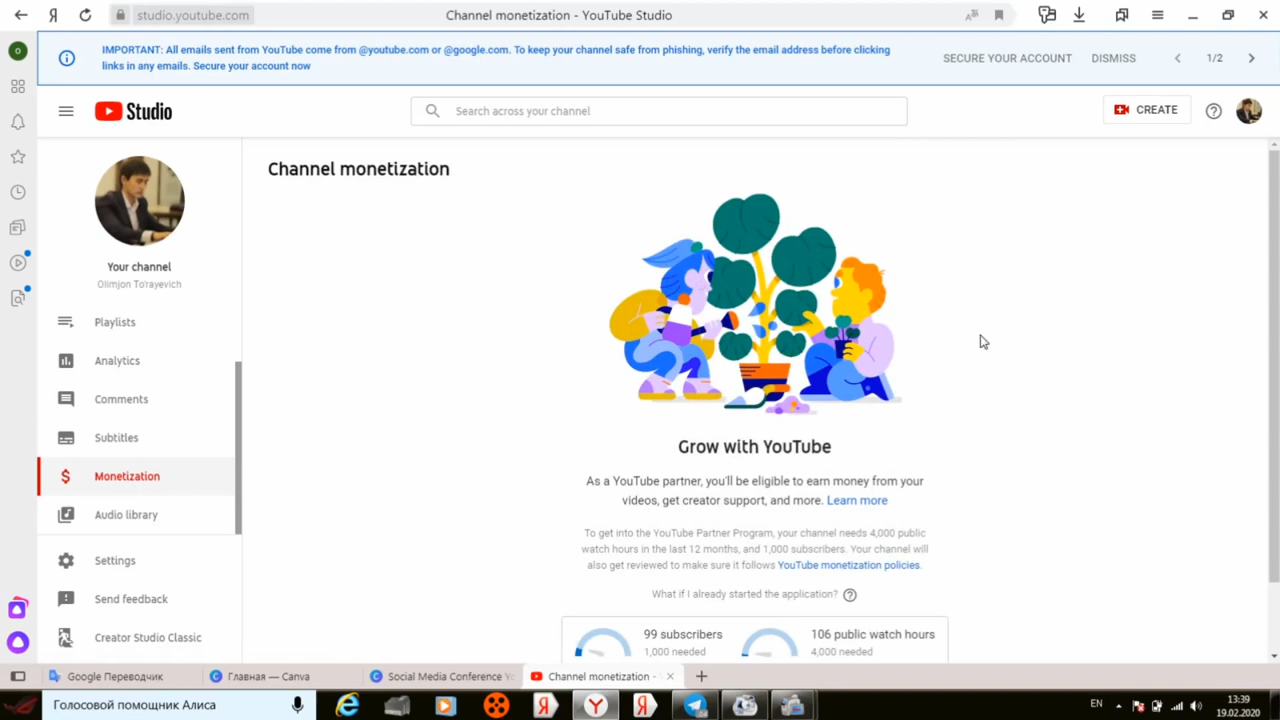 studio.youtube.com
Channel monetization - YouTube Studio
IMPORTANT: All emails sent from YouTube come from @youtube.com or @google.com. To keep your channel safe from phishing, verify the email address before clicking
links in any emails. Secure your account now
SECURE YOUR ACCOUNT
DISMISS
1/2
Studio
Search across your channel
CREATE
Your channel
Olimjon To'rayevich
Playlists
Analytics
Comments
Subtitles
Monetization
Audio library
Settings
Send feedback
Creator Studio Classic
Channel monetization
Grow with YouTube
As a YouTube partner, you'll be eligible to earn money from your
videos, get creator support, and more. Learn more
To get into the YouTube Partner Program, your channel needs 4,000 public
watch hours in the last 12 months, and 1,000 subscribers. Your channel will
also get reviewed to make sure it follows YouTube monetization policies.
What if I already started the application?
99 subscribers
1,000 needed
106 public watch hours
4,000 needed
Google Переводчик
Главная — Canva
Social Media Conference Yo
Channel monetization -
Голосовой помощник Алиса
EN
13:39
19.02.2020